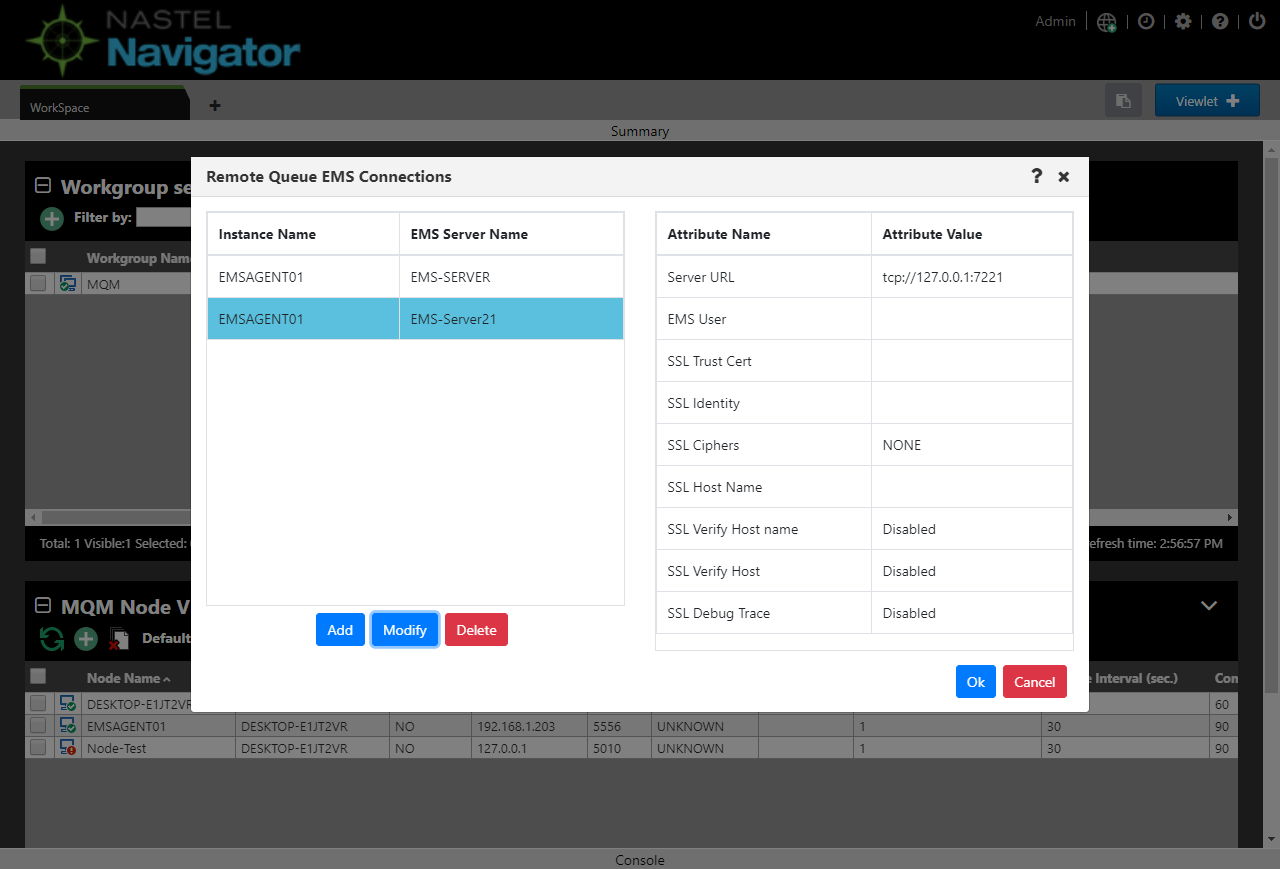 NASTEL
Navigator
Admin
WorkSpace
Viewlet
Summary
Workgroup se
Filter by:
Workgroup Nam
MQM
Total: 1 Visible:1 Selected:
efresh time: 2:56:57 PM
Remote Queue EMS Connections
Instance Name EMS Server Name
EMSAGENT01 EMS-SERVER
EMSAGENT01 EMS-Server21
Add Modify Delete
Attribute Name Attribute Value
Server URL tcp://127.0.0.1:7221
EMS User
SSL Trust Cert
SSL Identity
SSL Ciphers NONE
SSL Host Name
SSL Verify Host name Disabled
SSL Verify Host Disabled
SSL Debug Trace Disabled
Ok Cancel
MQM Node V
Default
Node Name Interval (sec.) Con
DESKTOP-E1JT2VR 60
EMSAGENT01 DESKTOP-E1JT2VR NO 192.168.1.203 5556 UNKNOWN 1 30 90
Node-Test DESKTOP-E1JT2VR NO 127.0.0.1 5010 UNKNOWN 1 30 90
Console